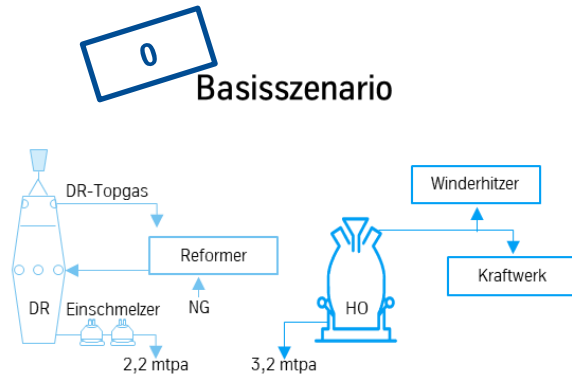 0
Basisszenario
DR-Topgas
Winderhitzer
Reformer
Kraftwerk
DR
Einschmelzer
NG
HO
2,2 mtpa
3,2 mtpa